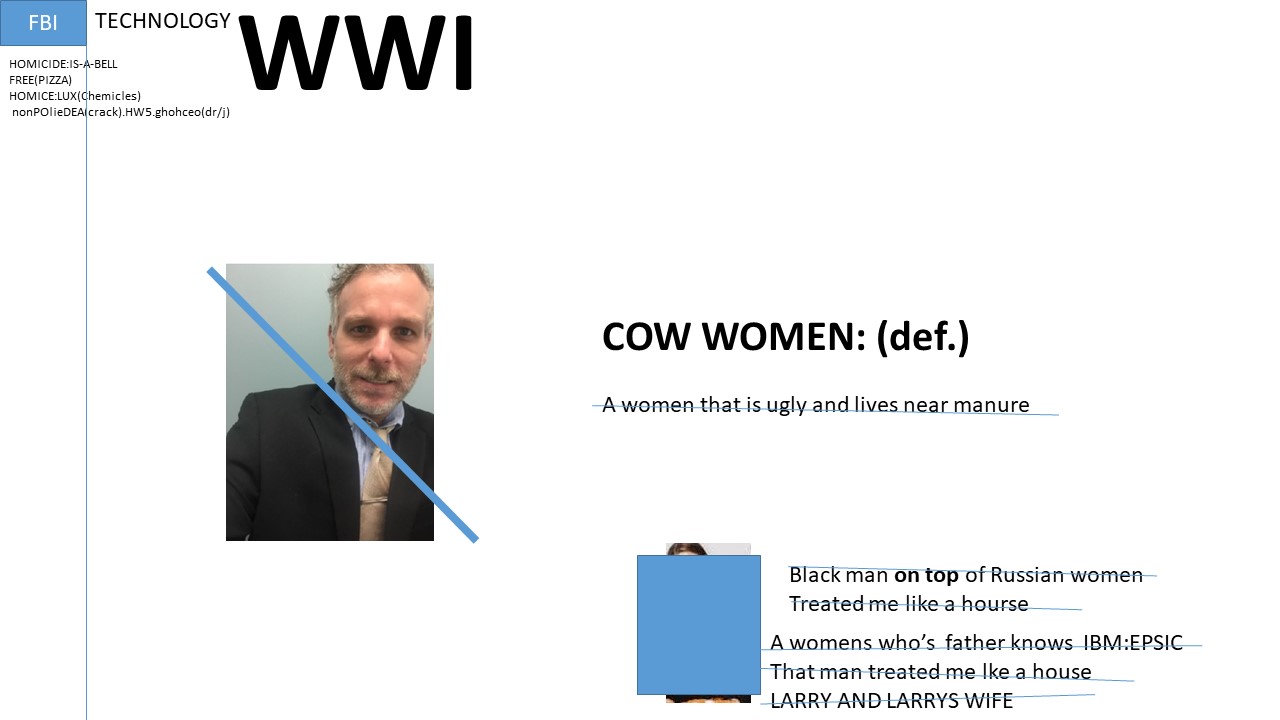 FBI
TECHNOLOGY
WWI
HOMICIDE:IS-A-BELL
FREE(PIZZA)
HOMICE:LUX(Chemicles)
nonPOlieDEA(crack).HW5.ghohceo(dr/j)
COW WOMEN: (def.)
A women that is ugly and lives near manure
Black man on top of Russian women
Treated me like a hourse
A womens who’s father knows IBM:EPSIC
That man treated me lke a house
LARRY AND LARRYS WIFE